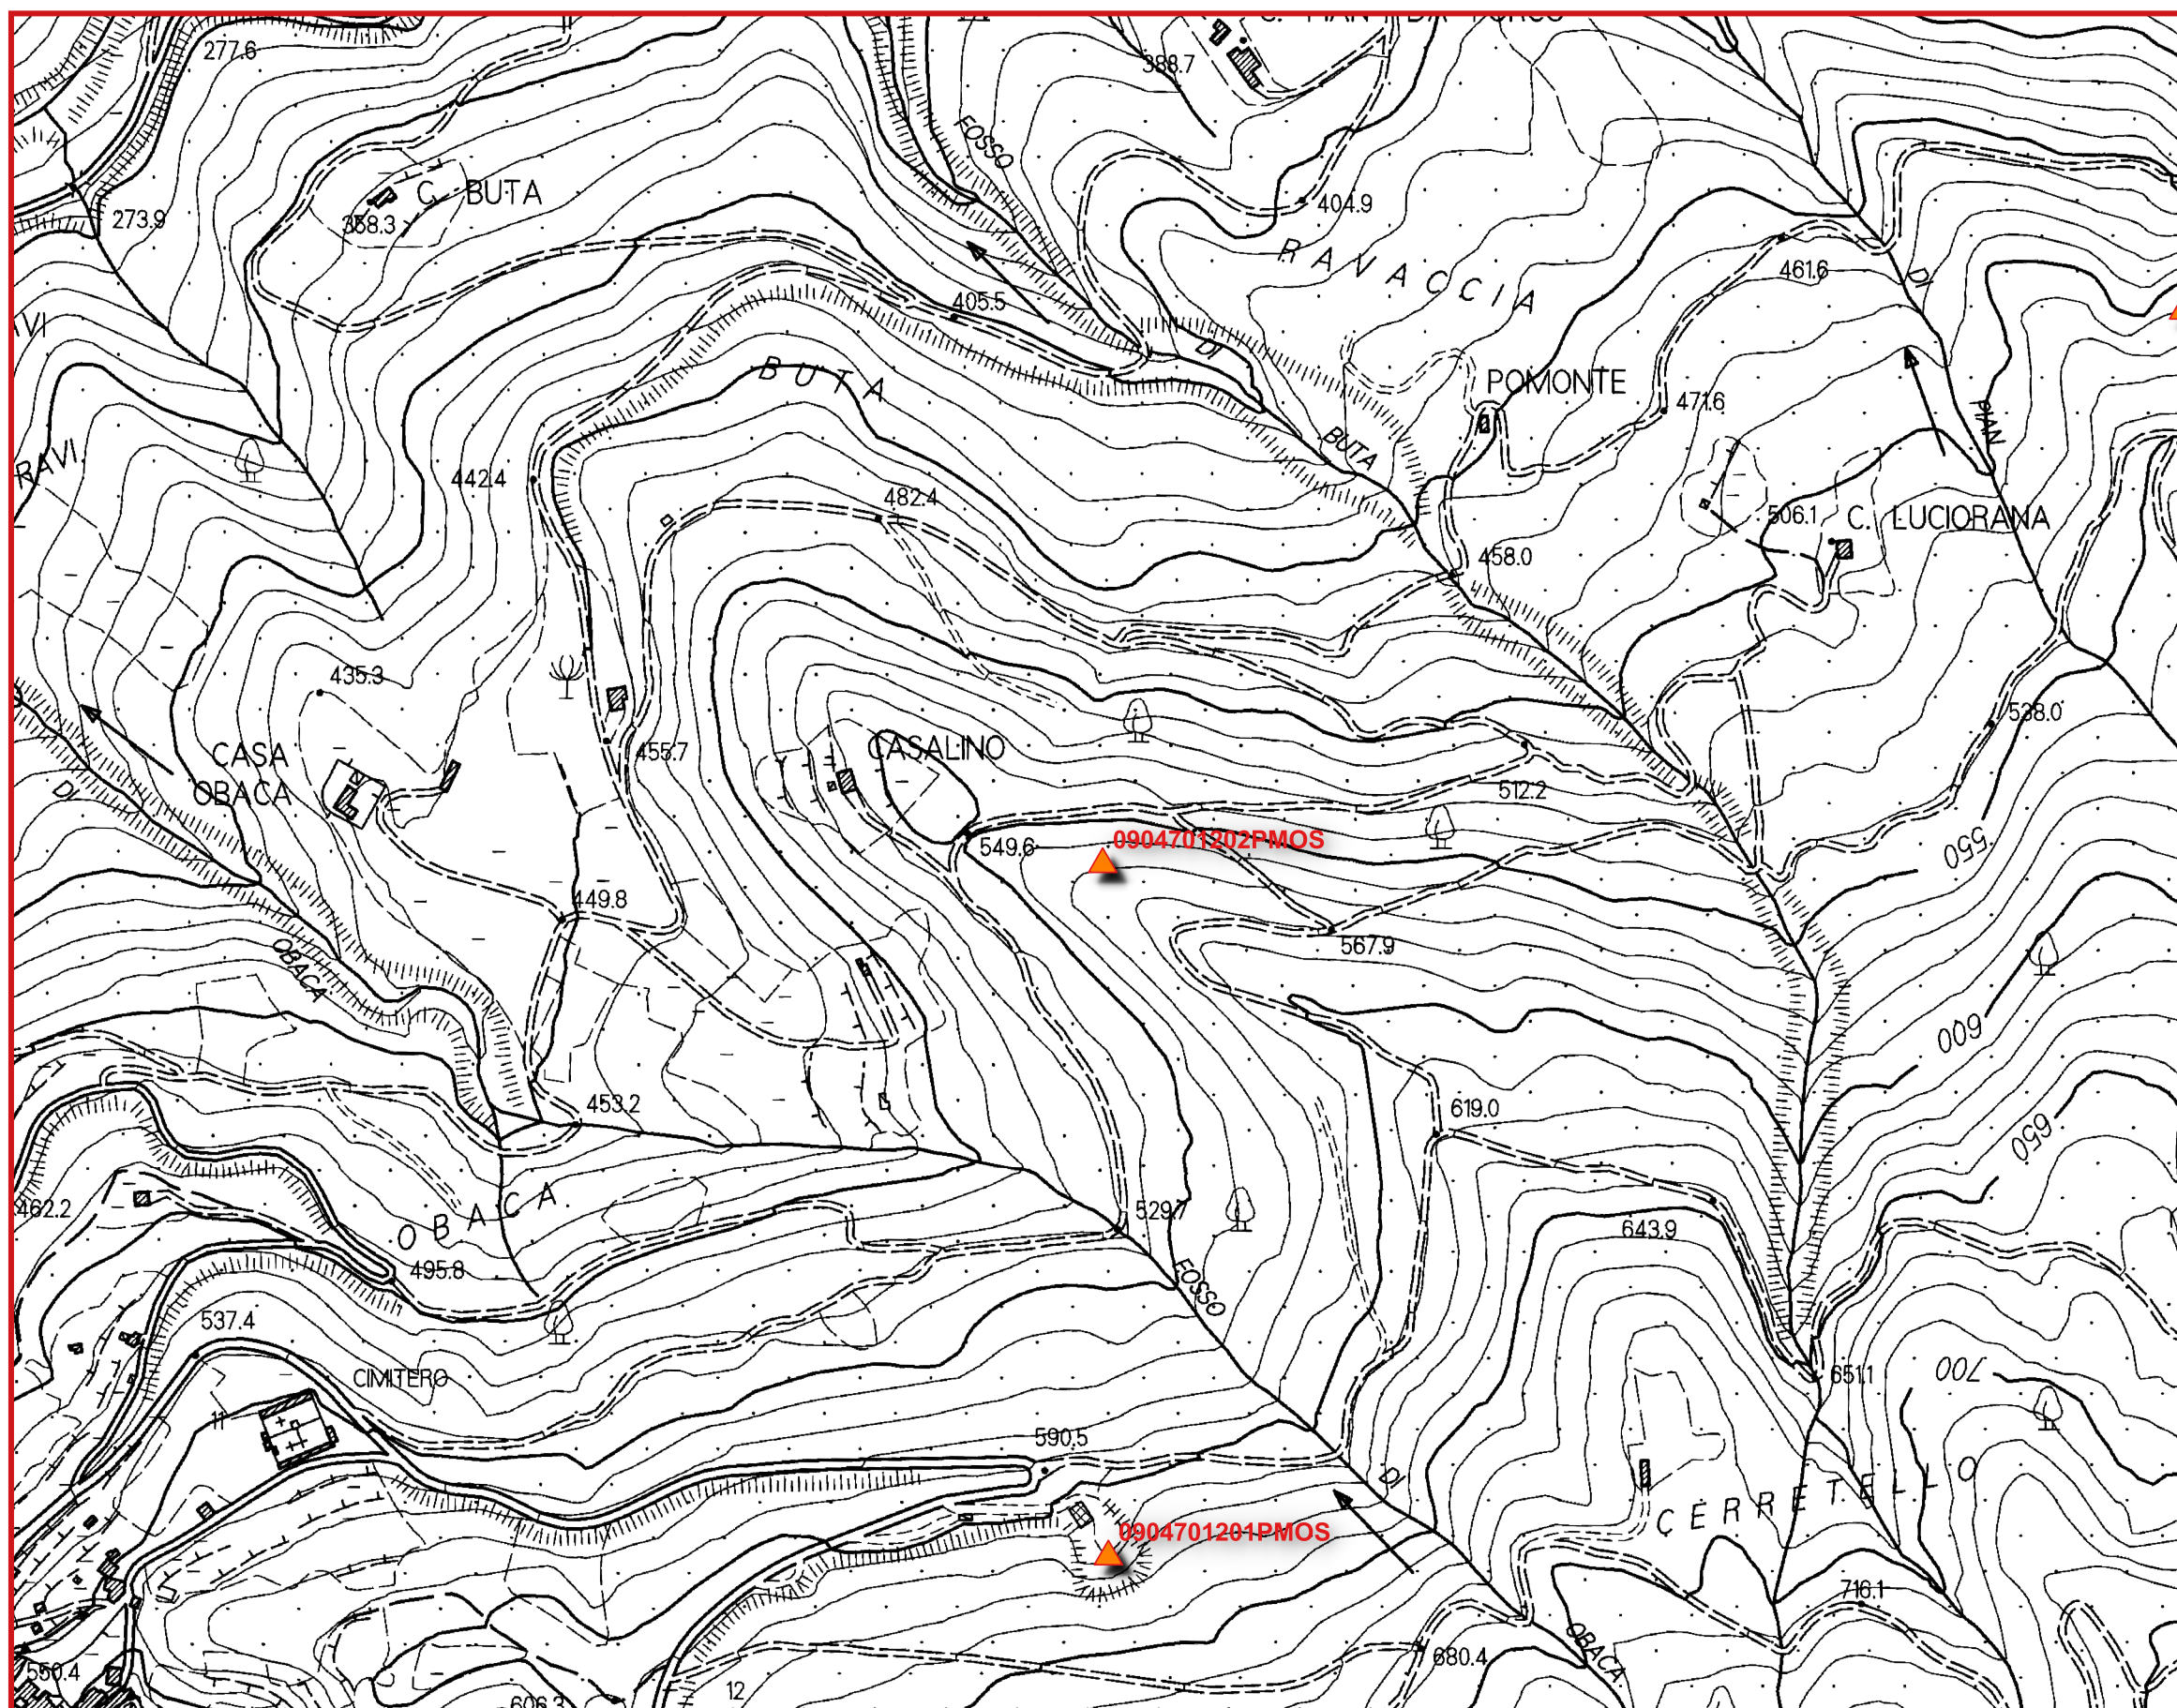 277.6
388.7
FOSSO
C. BUTA
358.3
273.9
404.9
RAVACCIA
461.6
DI
405.5
DI
BUTA
POMONTE
471.6
PIAN
RAVI
442.4
482.4
BUTA
506.1
C. LUCIORANA
458.0
435.3
538.0
CASA
OBACA
455.7
CASALINO
DI
512.2
549.6
0904701202PMOS
550
449.8
567.9
OBACA
600
453.2
619.0
650
462.2
OBACA
529.7
643.9
495.8
FOSSO
537.4
CIMITERO
651.1
700
11
590.5
DI
CERRETELLO
0904701201PMOS
716.1
OBACA
680.4
550.4
12
606.3